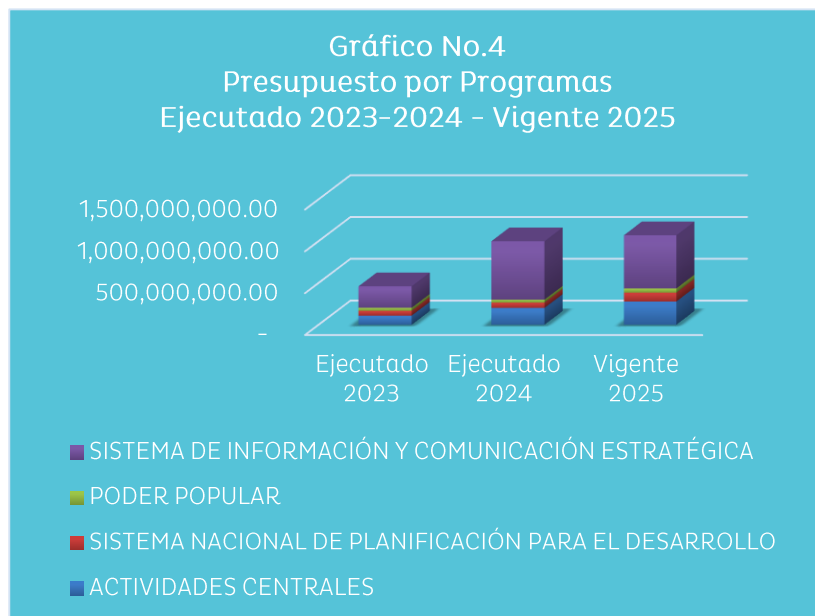 Gráfico No.4
Presupuesto por Programas
Ejecutado 2023-2024 - Vigente 2025
1,500,000,000.00
1,000,000,000.00
500,000,000.00
-
Ejecutado 2023
Ejecutado 2024
Vigente 2025
SISTEMA DE INFORMACIÓN Y COMUNICACIÓN ESTRATÉGICA
PODER POPULAR
SISTEMA NACIONAL DE PLANIFICACIÓN PARA EL DESARROLLO
ACTIVIDADES CENTRALES